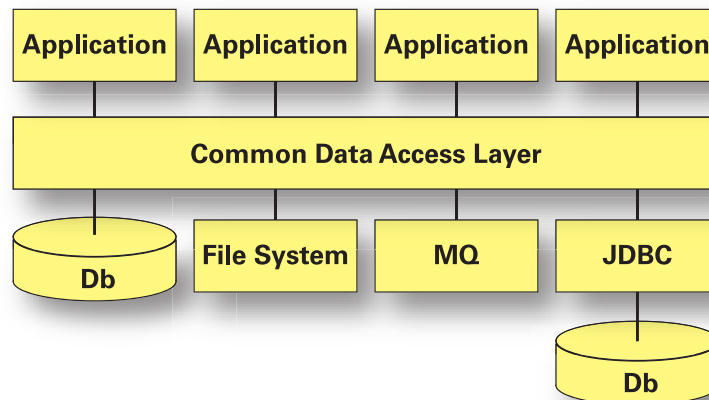 Application
Application
Application
Application
Common Data Access Layer
Db
File System
MQ
JDBC
Db